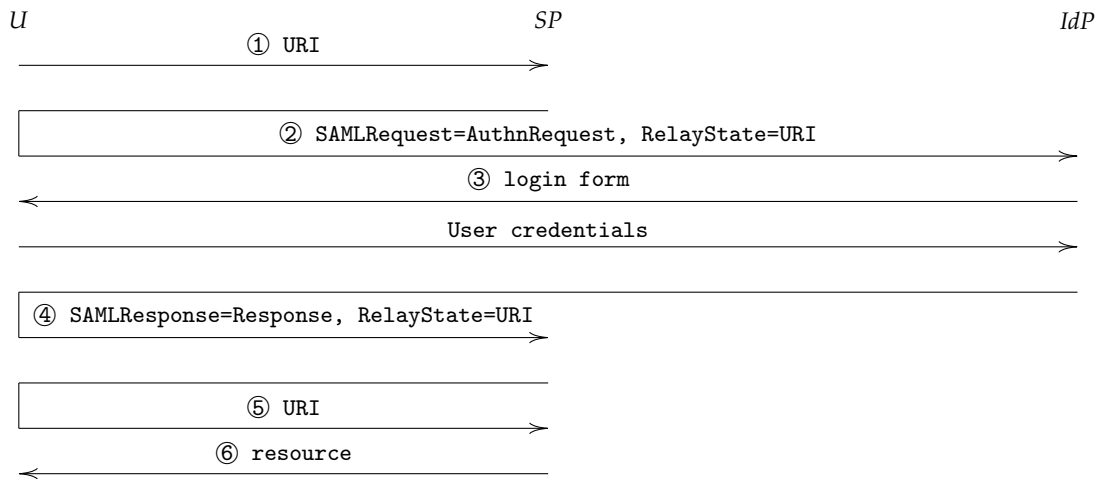 U SP IdP
① URI
② SAMLRequest=AuthnRequest, RelayState=URI
③ login form
User credentials
④ SAMLResponse=Response, RelayState=URI
⑤ URI
⑥ resource